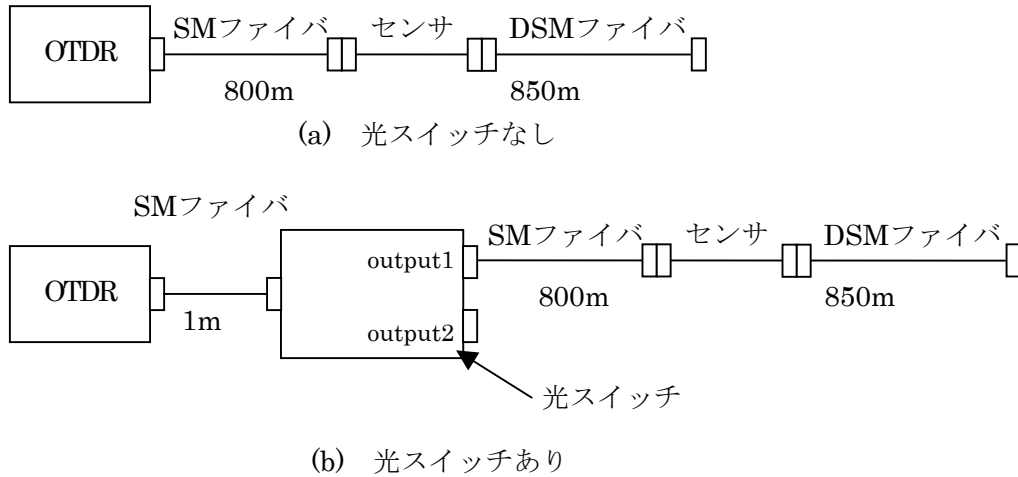 SMファイバ センサ DSMファイバ
OTDR
800m 850m
(a) 光スイッチなし
SMファイバ
SMファイバ センサ DSMファイバ
output1
OTDR
800m 850m
1m
output2
光スイッチ
(b) 光スイッチあり